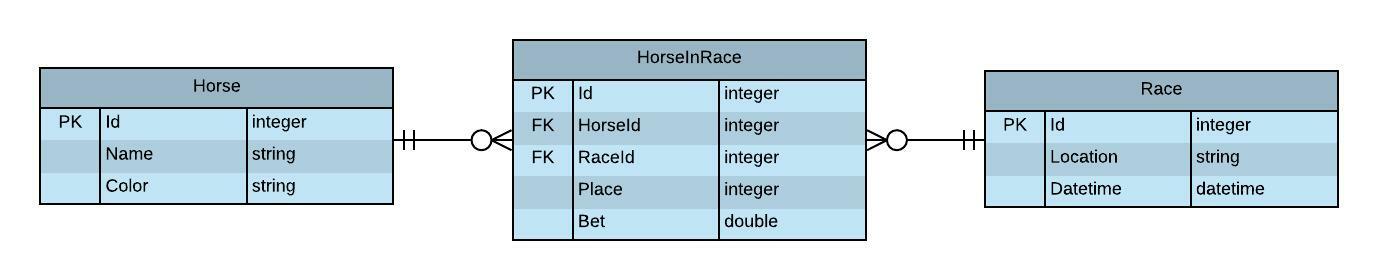 Horse
PK Id integer
Name string
Color string
HorseInRace
PK Id integer
FK HorseId integer
FK RaceId integer
Place integer
Bet double
Race
PK Id integer
Location string
Datetime datetime